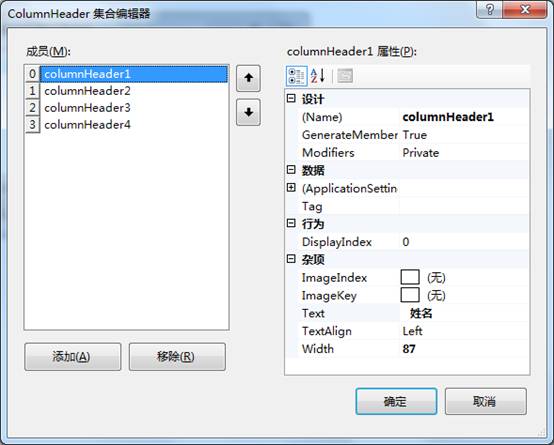 ColumnHeader 集合编辑器
成员(M):
0 columnHeader1
1 columnHeader2
2 columnHeader3
3 columnHeader4
添加(A) 移除(R)
columnHeader1 属性(P):
设计
(Name) columnHeader1
GenerateMember True
Modifiers Private
数据
(ApplicationSettin
Tag
行为
DisplayIndex 0
杂项
ImageIndex (无)
ImageKey (无)
Text 姓名
TextAlign Left
Width 87
确定 取消